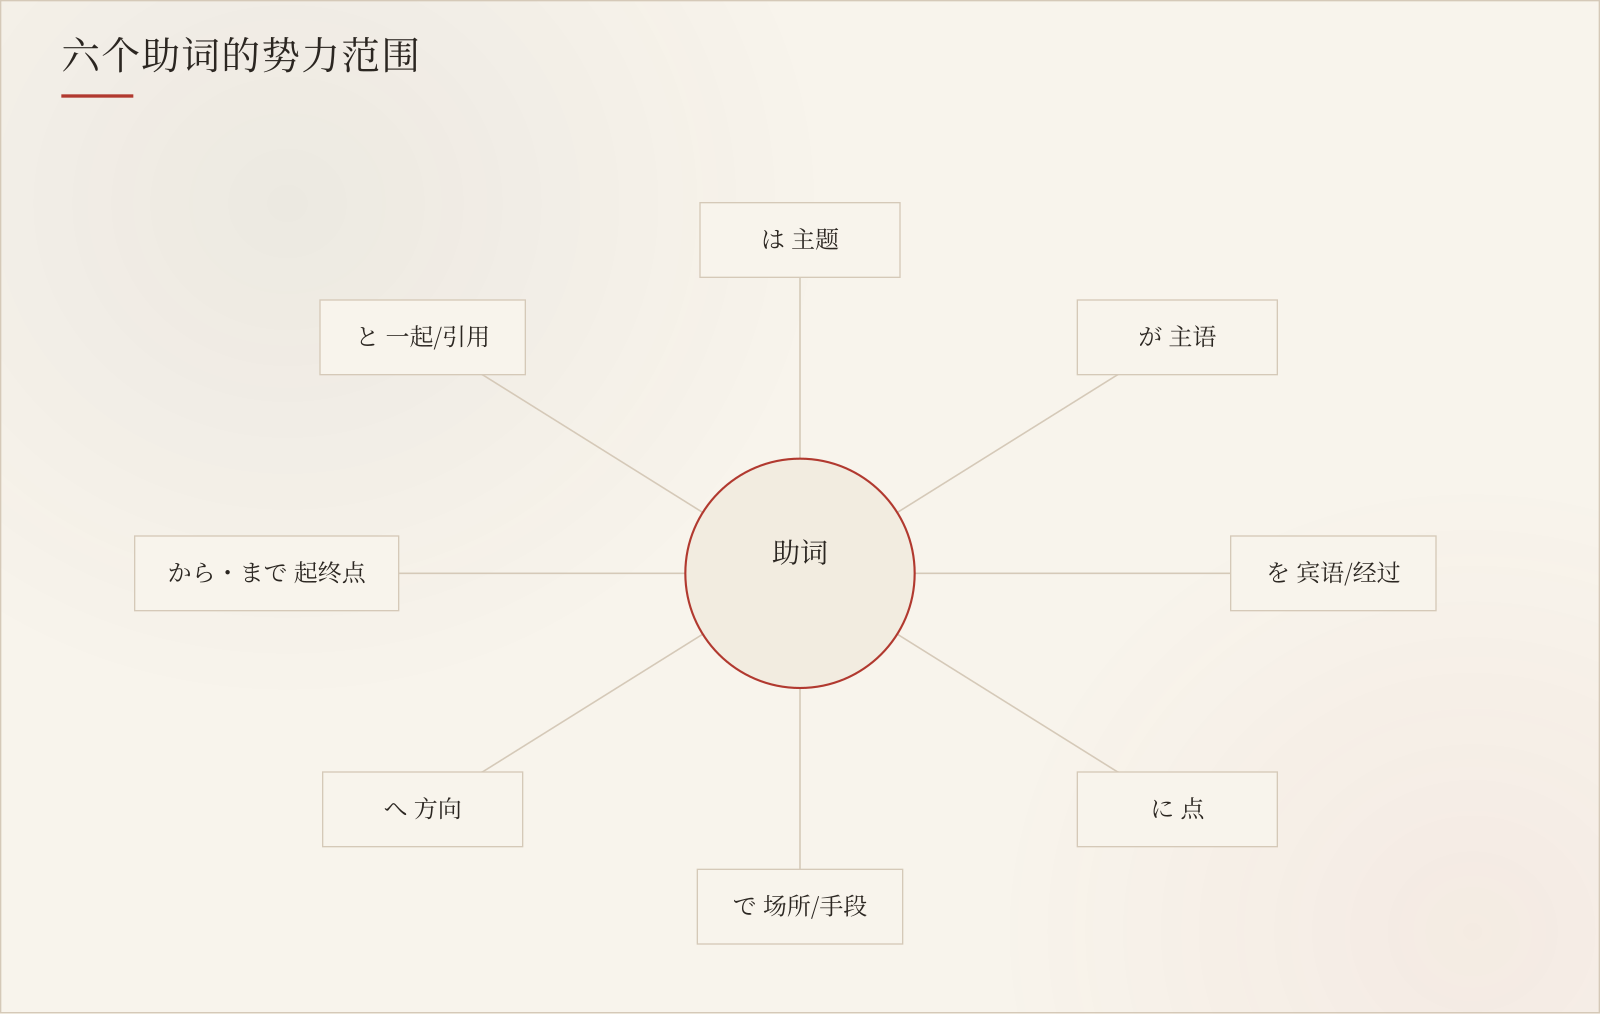 六个助词的势力范围
は 主题
と 一起/引用
が 主语
助词
から・まで 起终点
を 宾语/经过
へ 方向
に 点
で 场所/手段